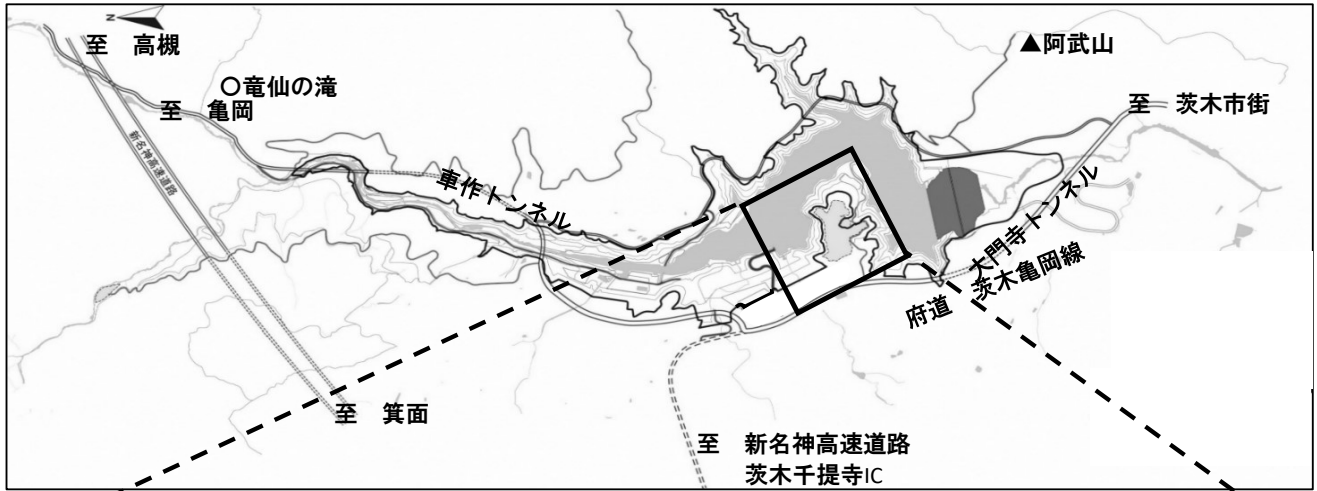 N
至　高槻
▲阿武山
○竜仙の滝
至　亀岡
至　茨木市街
新名神高速道路
車作トンネル
大門寺トンネル
府道　茨木亀岡線
至　箕面
至　新名神高速道路
茨木千提寺IC